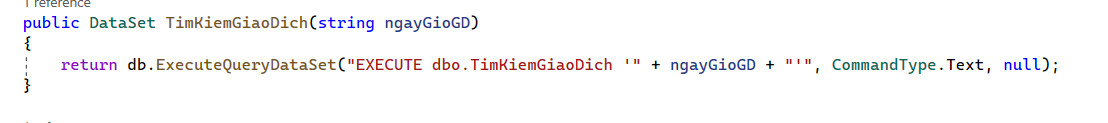 1 reference
public DataSet TimKiemGiaoDich(string ngayGioGD)
{
return db.ExecuteQueryDataSet("EXECUTE dbo.TimKiemGiaoDich '" + ngayGioGD + "'", CommandType.Text, null);
}